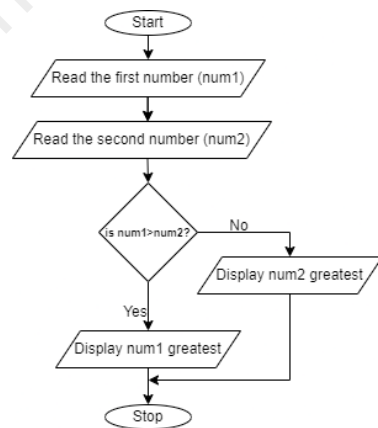 Start
Read the first number (num1)
Read the second number (num2)
is num1>num2?
No
Display num2 greatest
Yes
Display num1 greatest
Stop